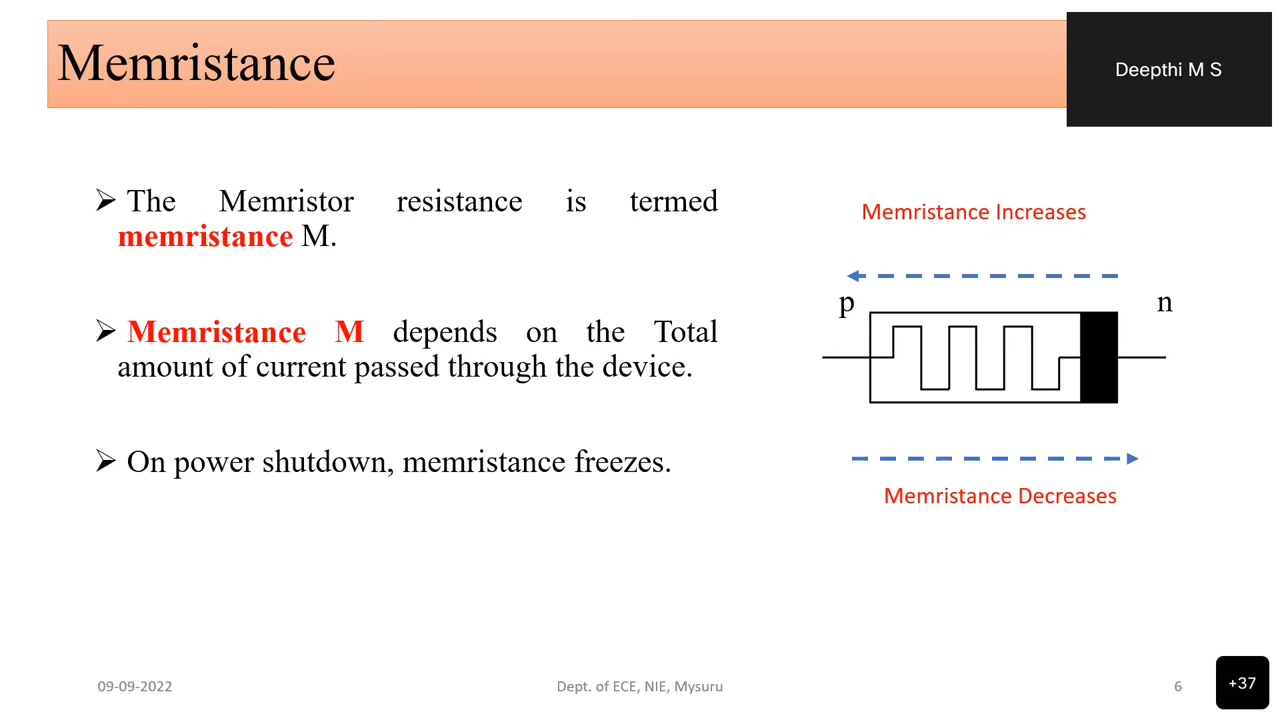 Memristance
Deepthi M S
➢ The Memristor resistance is termed
memristance M.
➢ Memristance M depends on the Total
amount of current passed through the device.
➢ On power shutdown, memristance freezes.
Memristance Increases
p
n
Memristance Decreases
09-09-2022
Dept. of ECE, NIE, Mysuru
6
+37